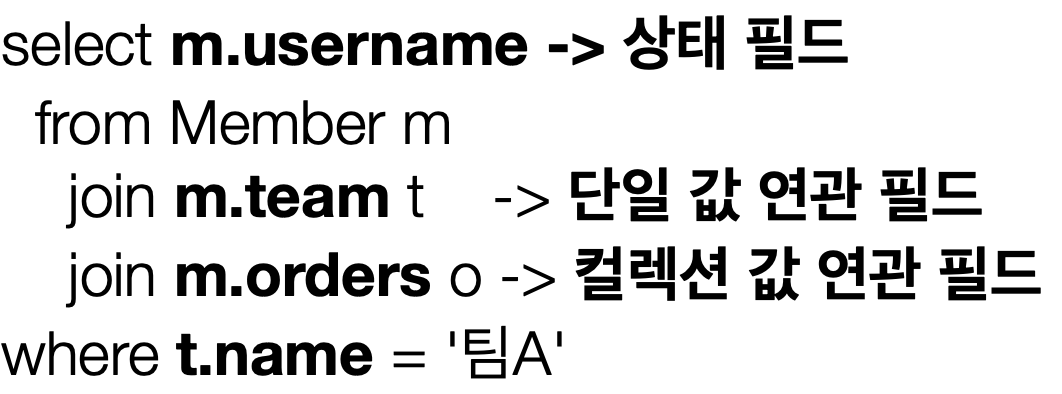 select m.username -> 상태 필드
from Member m
join m.team t -> 단일 값 연관 필드
join m.orders o -> 컬렉션 값 연관 필드
where t.name = '팀A'